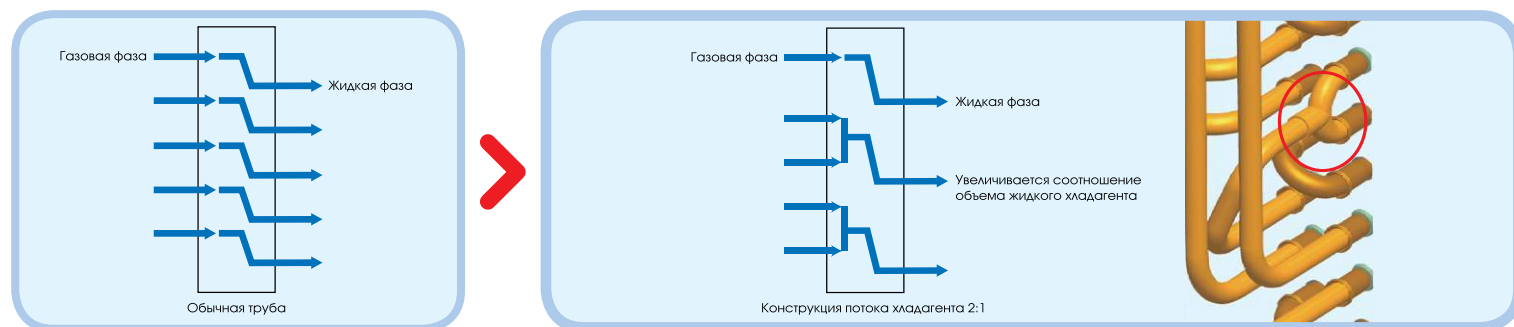 Газовая фаза
Жидкая фаза
Обычная труба
Газовая фаза
Жидкая фаза
Увеличивается соотношение
объема жидкого хладагента
Конструкция потока хладагента 2:1